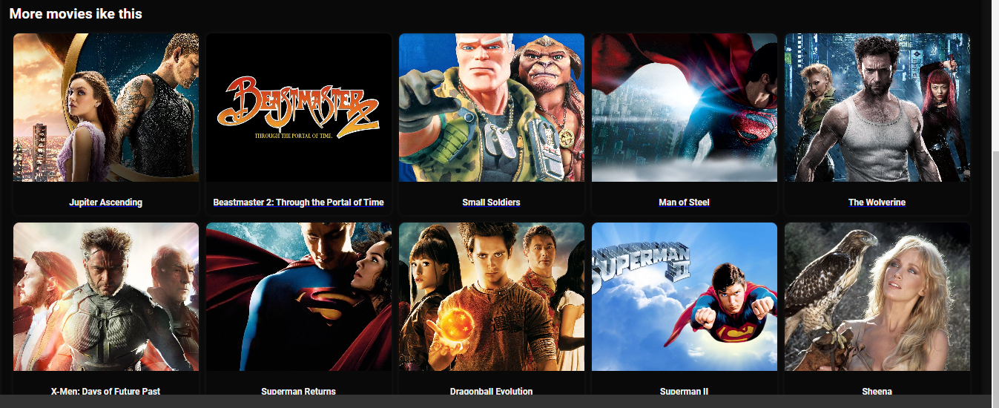 More movies ike this
BEASTMASTER 2
THROUGH THE PORTAL OF TIME.
Jupiter Ascending
Beastmaster 2: Through the Portal of Time
Small Soldiers
Man of Steel
The Wolverine
SUPERMAN II
X-Men: Days of Future Past
Superman Returns
Dragonball Evolution
Superman II
Sheena